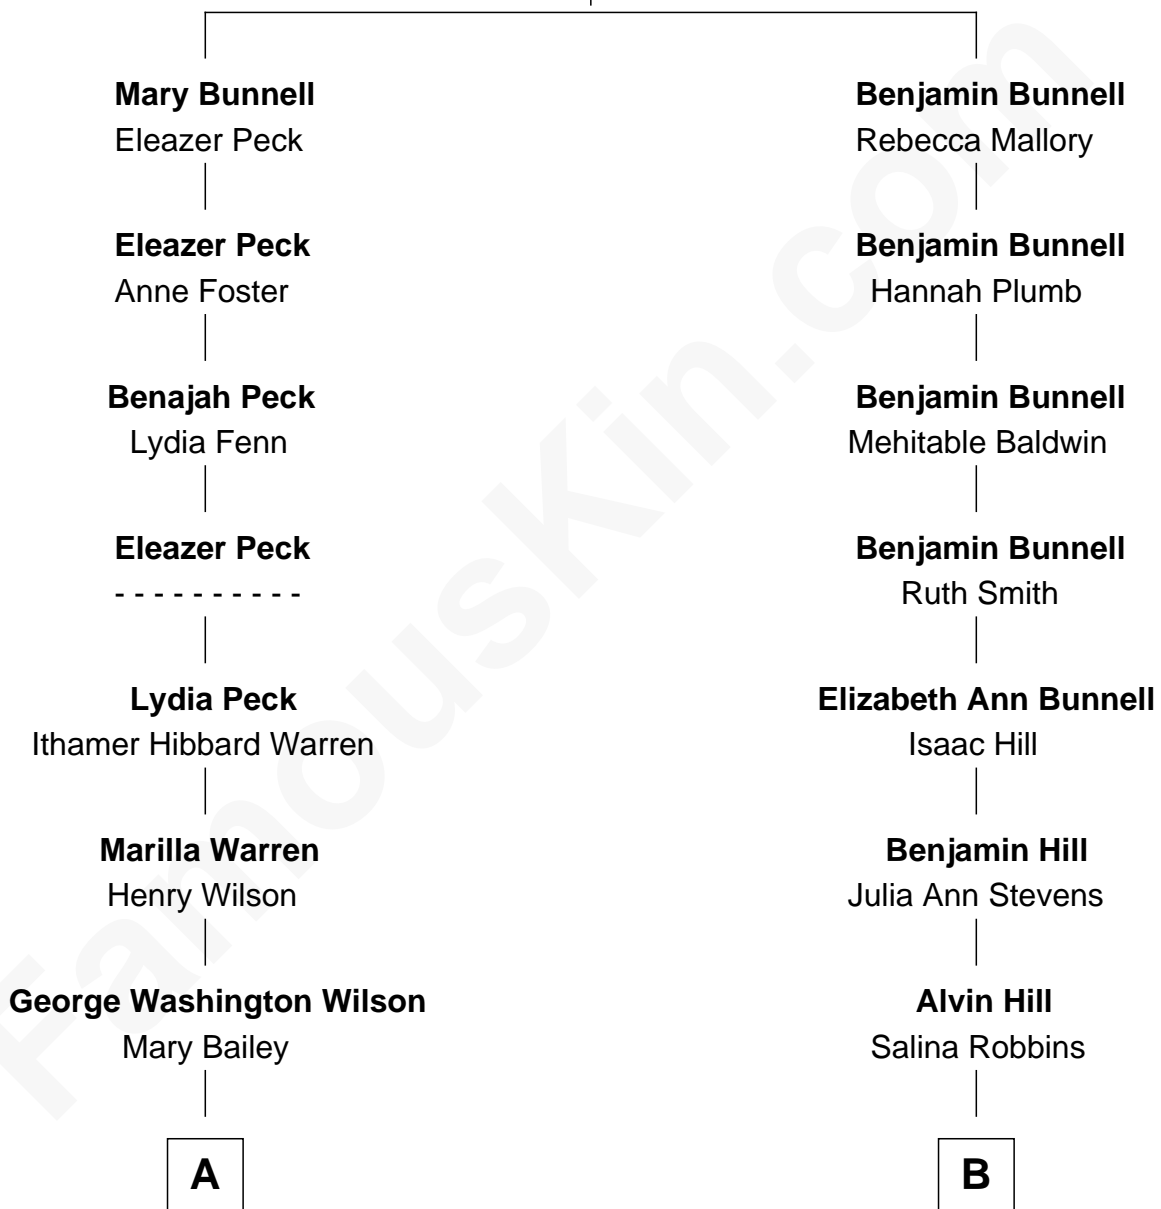 Mary Bunnell
Eleazer Peck
Benjamin Bunnell
Rebecca Mallory
Eleazer Peck
Anne Foster
Benjamin Bunnell
Hannah Plumb
Benajah Peck
Lydia Fenn
Benjamin Bunnell
Mehitable Baldwin
Eleazer Peck
- - - - - - - - - -
Benjamin Bunnell
Ruth Smith
Lydia Peck
Ithamer Hibbard Warren
Elizabeth Ann Bunnell
Isaac Hill
Marilla Warren
Henry Wilson
Benjamin Hill
Julia Ann Stevens
George Washington Wilson
Mary Bailey
Alvin Hill
Salina Robbins
A
B
FamousKin.com